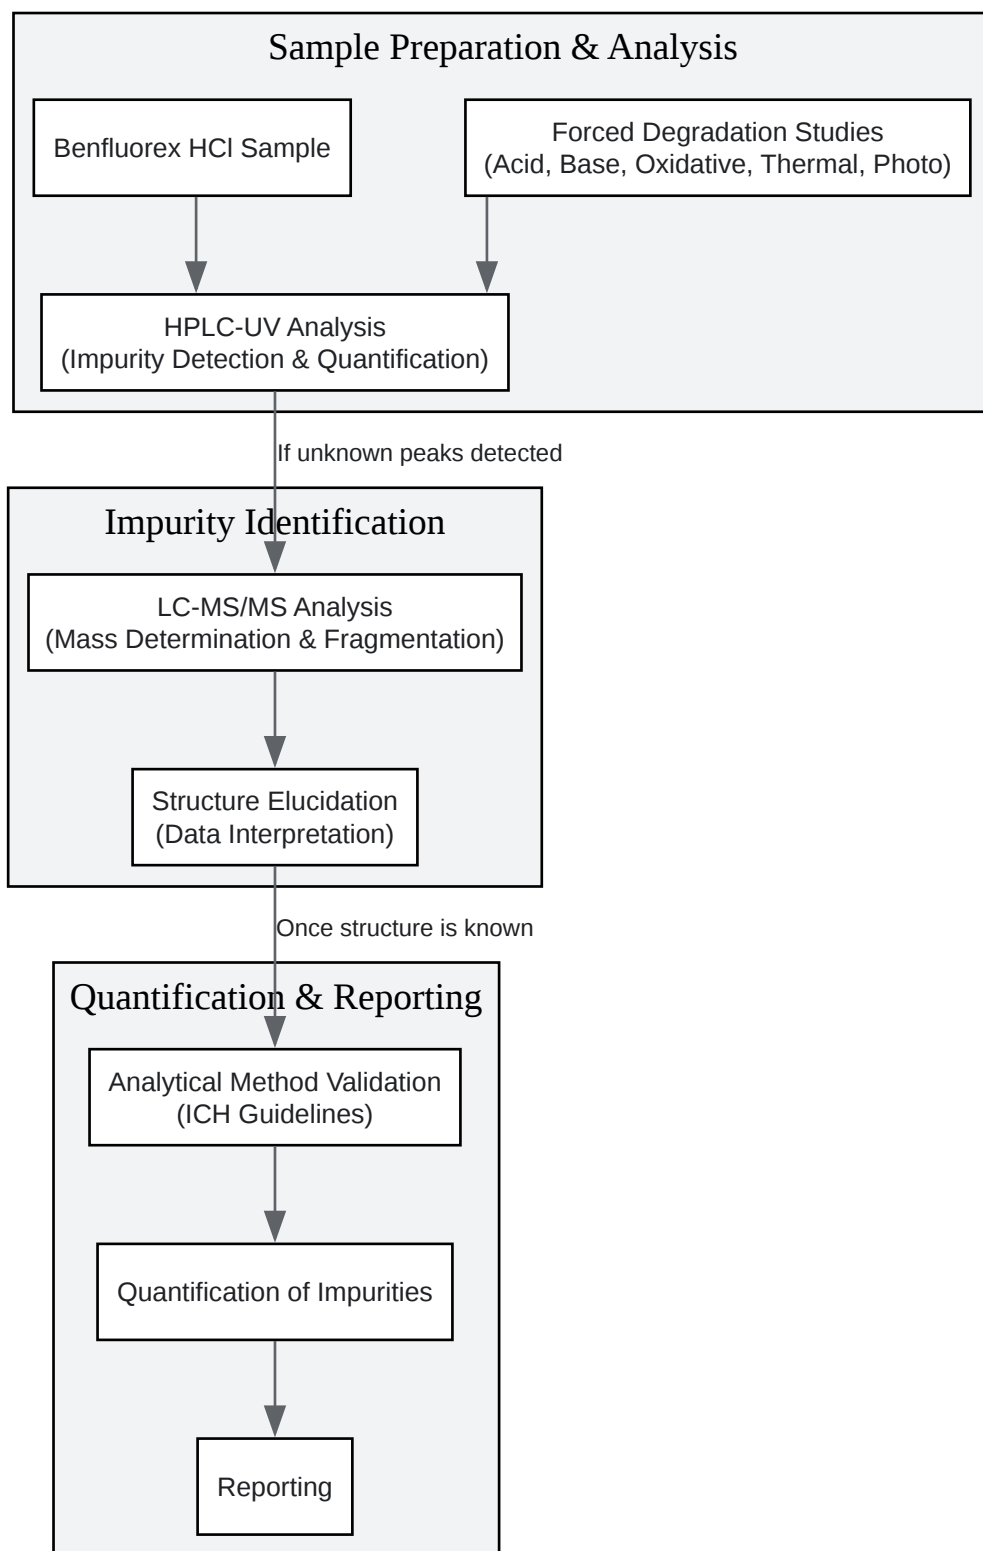 Sample Preparation & Analysis
Benfluorex HCl Sample
Forced Degradation Studies
(Acid, Base, Oxidative, Thermal, Photo)
HPLC-UV Analysis
(Impurity Detection & Quantification)
If unknown peaks detected
Impurity Identification
LC-MS/MS Analysis
(Mass Determination & Fragmentation)
Structure Elucidation
(Data Interpretation)
Once structure is known
Quantification & Reporting
Analytical Method Validation
(ICH Guidelines)
Quantification of Impurities
Reporting